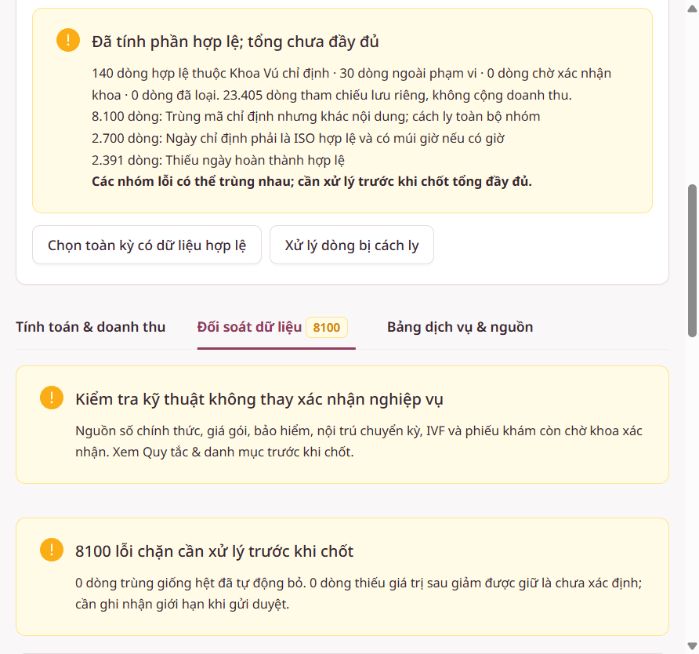 Đã tính phần hợp lệ; tổng chưa đầy đủ
140 dòng hợp lệ thuộc Khoa Vú chỉ định · 30 dòng ngoài phạm vi · 0 dòng chờ xác nhận
khoa · 0 dòng đã loại. 23.405 dòng tham chiếu lưu riêng, không cộng doanh thu.
8.100 dòng: Trùng mã chỉ định nhưng khác nội dung; cách ly toàn bộ nhóm
2.700 dòng: Ngày chỉ định phải là ISO hợp lệ và có múi giờ nếu có giờ
2.391 dòng: Thiếu ngày hoàn thành hợp lệ
Các nhóm lỗi có thể trùng nhau; cần xử lý trước khi chốt tổng đầy đủ.
Chọn toàn kỳ có dữ liệu hợp lệ Xử lý dòng bị cách ly
Tính toán & doanh thu Đối soát dữ liệu 8100 Bảng dịch vụ & nguồn
Kiểm tra kỹ thuật không thay xác nhận nghiệp vụ
Nguồn số chính thức, giá gói, bảo hiểm, nội trú chuyển kỳ, IVF và phiếu khám còn chờ khoa xác
nhận. Xem Quy tắc & danh mục trước khi chốt.
8100 lỗi chặn cần xử lý trước khi chốt
0 dòng trùng giống hệt đã tự động bỏ. 0 dòng thiếu giá trị sau giảm được giữ là chưa xác định;
cần ghi nhận giới hạn khi gửi duyệt.